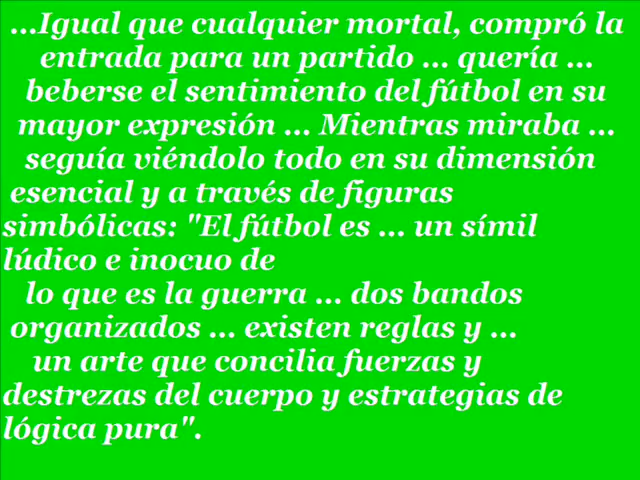 ...Igual que cualquier mortal, compró la
entrada para un partido ... quería ...
beberse el sentimiento del fútbol en su
mayor expresión ... Mientras miraba ...
seguía viéndolo todo en su dimensión
esencial y a través de figuras
simbólicas: "El fútbol es ... un símil
lúdico e inocuo de
lo que es la guerra ... dos bandos
organizados ... existen reglas y ...
un arte que concilia fuerzas y
destrezas del cuerpo y estrategias de
lógica pura".